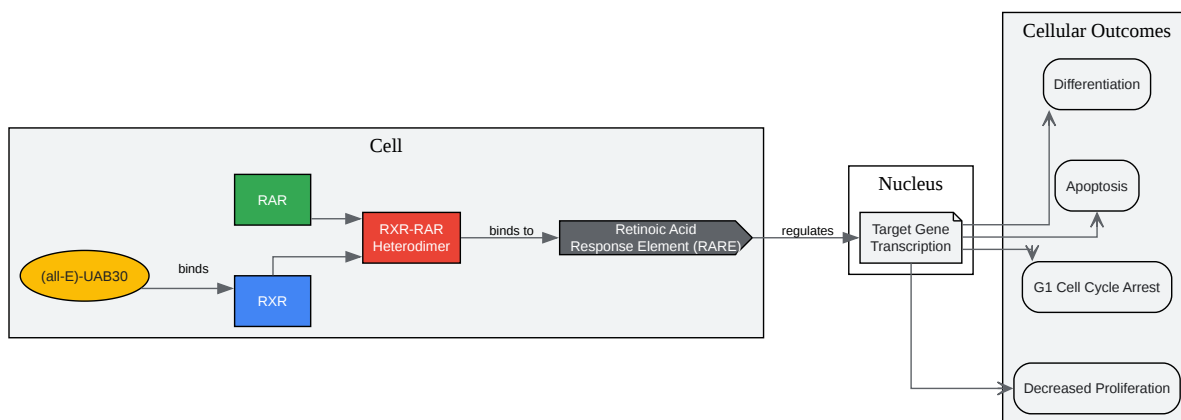 Cellular Outcomes
Differentiation
Cell
Nucleus
RAR
Apoptosis
RXR-RAR
Heterodimer
binds to
Retinoic Acid
Response Element (RARE)
regulates
Target Gene
Transcription
binds
(all-E)-UAB30
RXR
G1 Cell Cycle Arrest
Decreased Proliferation